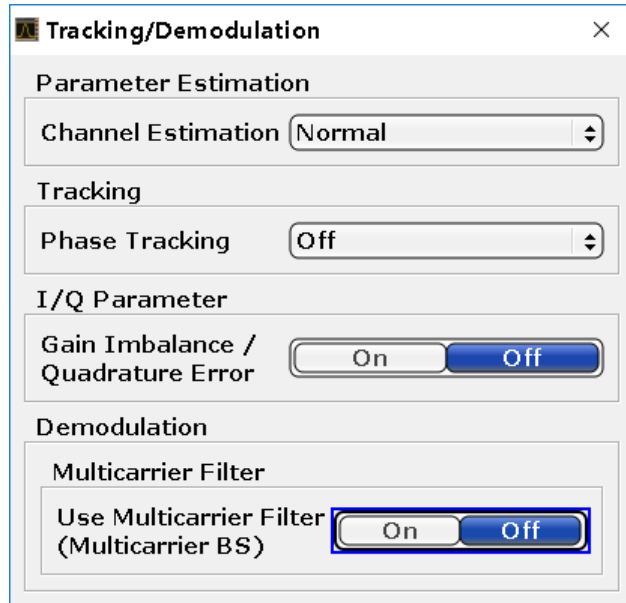 Tracking/Demodulation
Parameter Estimation
Channel Estimation Normal
Tracking
Phase Tracking Off
I/Q Parameter
Gain Imbalance /
Quadrature Error
On Off
Demodulation
Multicarrier Filter
Use Multicarrier Filter
(Multicarrier BS)
On Off